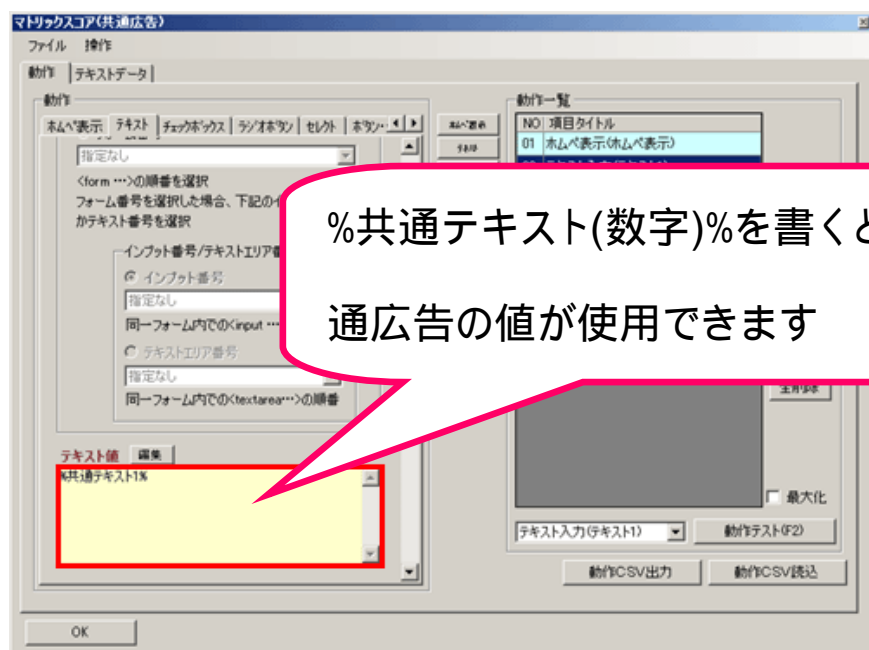 マトリックスコア(共通広告)
ファイル 操作
動作 テキストデータ
動作
ホムペ表示 テキスト チェックボックス ラジオボタン セレクト ボタン
指定なし
<form …>の順番を選択
フォーム番号を選択した場合、下記の
かテキスト番号を選択
インプット番号/テキストエリア番
インプット番号
指定なし
同一フォーム内での<input …
テキストエリア番号
指定なし
同一フォーム内での<textarea…>の順番
テキスト値 編集
%共通テキスト1%
ホムペ表示
動作一覧
NO 項目タイトル
01 ホムペ表示(ホムペ表示)
%共通テキスト(数字)%を書くと
通広告の値が使用できます
全削除
最大化
テキスト入力(テキスト1) 動作テスト(F2)
動作CSV出力 動作CSV読込
OK